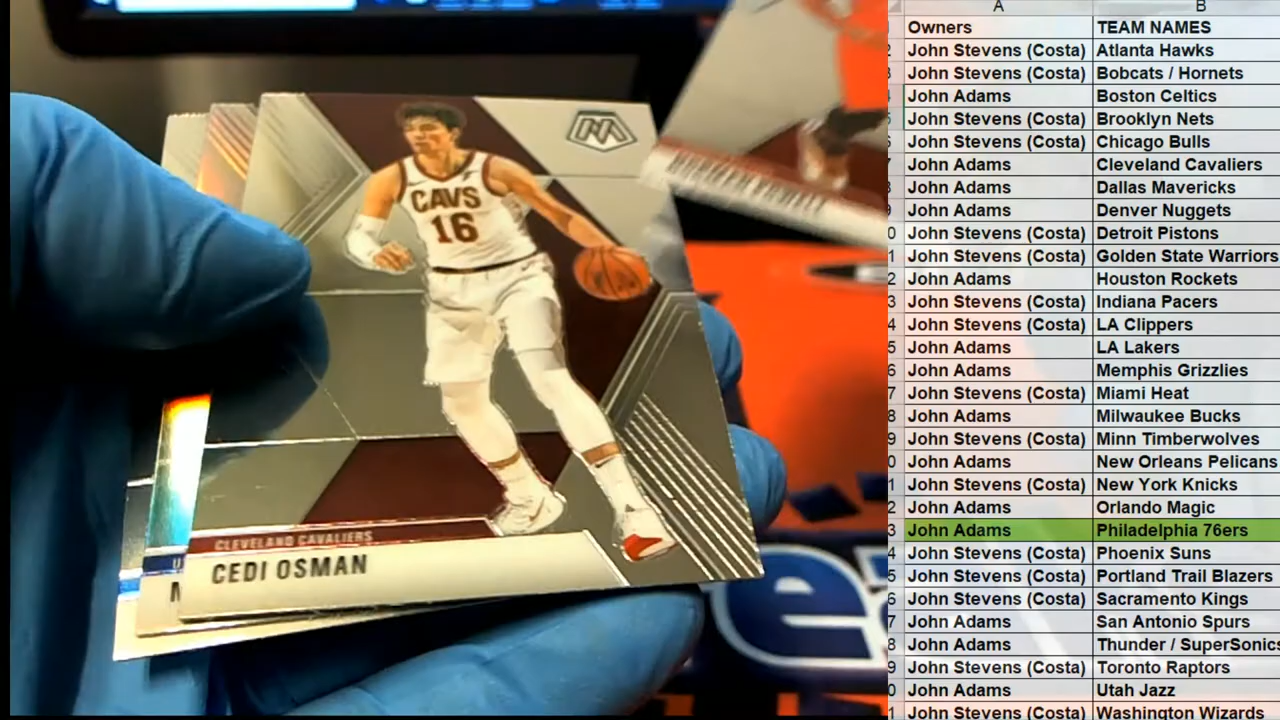 CAVS
16
CLEVELAND CAVALIERS
CEDI OSMAN
A B
Owners TEAM NAMES
John Stevens (Costa) Atlanta Hawks
John Stevens (Costa) Bobcats / Hornets
John Adams Boston Celtics
John Stevens (Costa) Brooklyn Nets
John Stevens (Costa) Chicago Bulls
John Adams Cleveland Cavaliers
John Adams Dallas Mavericks
John Adams Denver Nuggets
John Stevens (Costa) Detroit Pistons
John Stevens (Costa) Golden State Warriors
John Adams Houston Rockets
John Stevens (Costa) Indiana Pacers
John Stevens (Costa) LA Clippers
John Adams LA Lakers
John Adams Memphis Grizzlies
John Stevens (Costa) Miami Heat
John Adams Milwaukee Bucks
John Stevens (Costa) Minn Timberwolves
John Adams New Orleans Pelicans
John Stevens (Costa) New York Knicks
John Adams Orlando Magic
John Adams Philadelphia 76ers
John Stevens (Costa) Phoenix Suns
John Stevens (Costa) Portland Trail Blazers
John Stevens (Costa) Sacramento Kings
John Adams San Antonio Spurs
John Adams Thunder / SuperSonics
John Stevens (Costa) Toronto Raptors
John Adams Utah Jazz
John Stevens (Costa) Washington Wizards